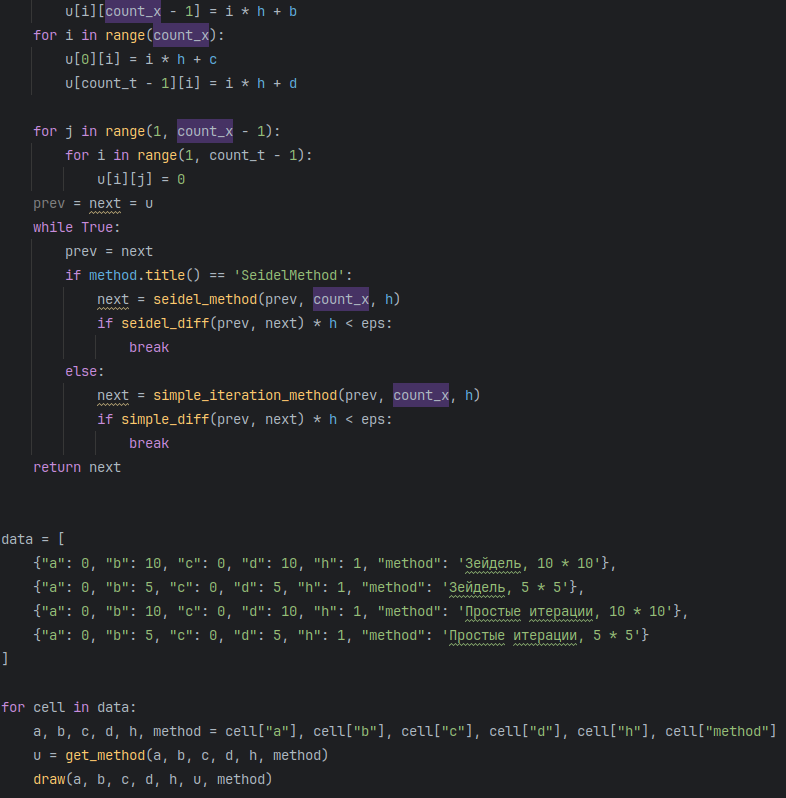 u[i][count_x - 1] = i * h + b
    for i in range(count_x):
        u[0][i] = i * h + c
        u[count_t - 1][i] = i * h + d

    for j in range(1, count_x - 1):
        for i in range(1, count_t - 1):
            u[i][j] = 0
    prev = next = u
    while True:
        prev = next
        if method.title() == 'SeidelMethod':
            next = seidel_method(prev, count_x, h)
            if seidel_diff(prev, next) * h < eps:
                break
        else:
            next = simple_iteration_method(prev, count_x, h)
            if simple_diff(prev, next) * h < eps:
                break
    return next


data = [
    {"a": 0, "b": 10, "c": 0, "d": 10, "h": 1, "method": 'Зейдель, 10 * 10'},
    {"a": 0, "b": 5, "c": 0, "d": 5, "h": 1, "method": 'Зейдель, 5 * 5'},
    {"a": 0, "b": 10, "c": 0, "d": 10, "h": 1, "method": 'Простые итерации, 10 * 10'},
    {"a": 0, "b": 5, "c": 0, "d": 5, "h": 1, "method": 'Простые итерации, 5 * 5'}
]

for cell in data:
    a, b, c, d, h, method = cell["a"], cell["b"], cell["c"], cell["d"], cell["h"], cell["method"]
    u = get_method(a, b, c, d, h, method)
    draw(a, b, c, d, h, u, method)